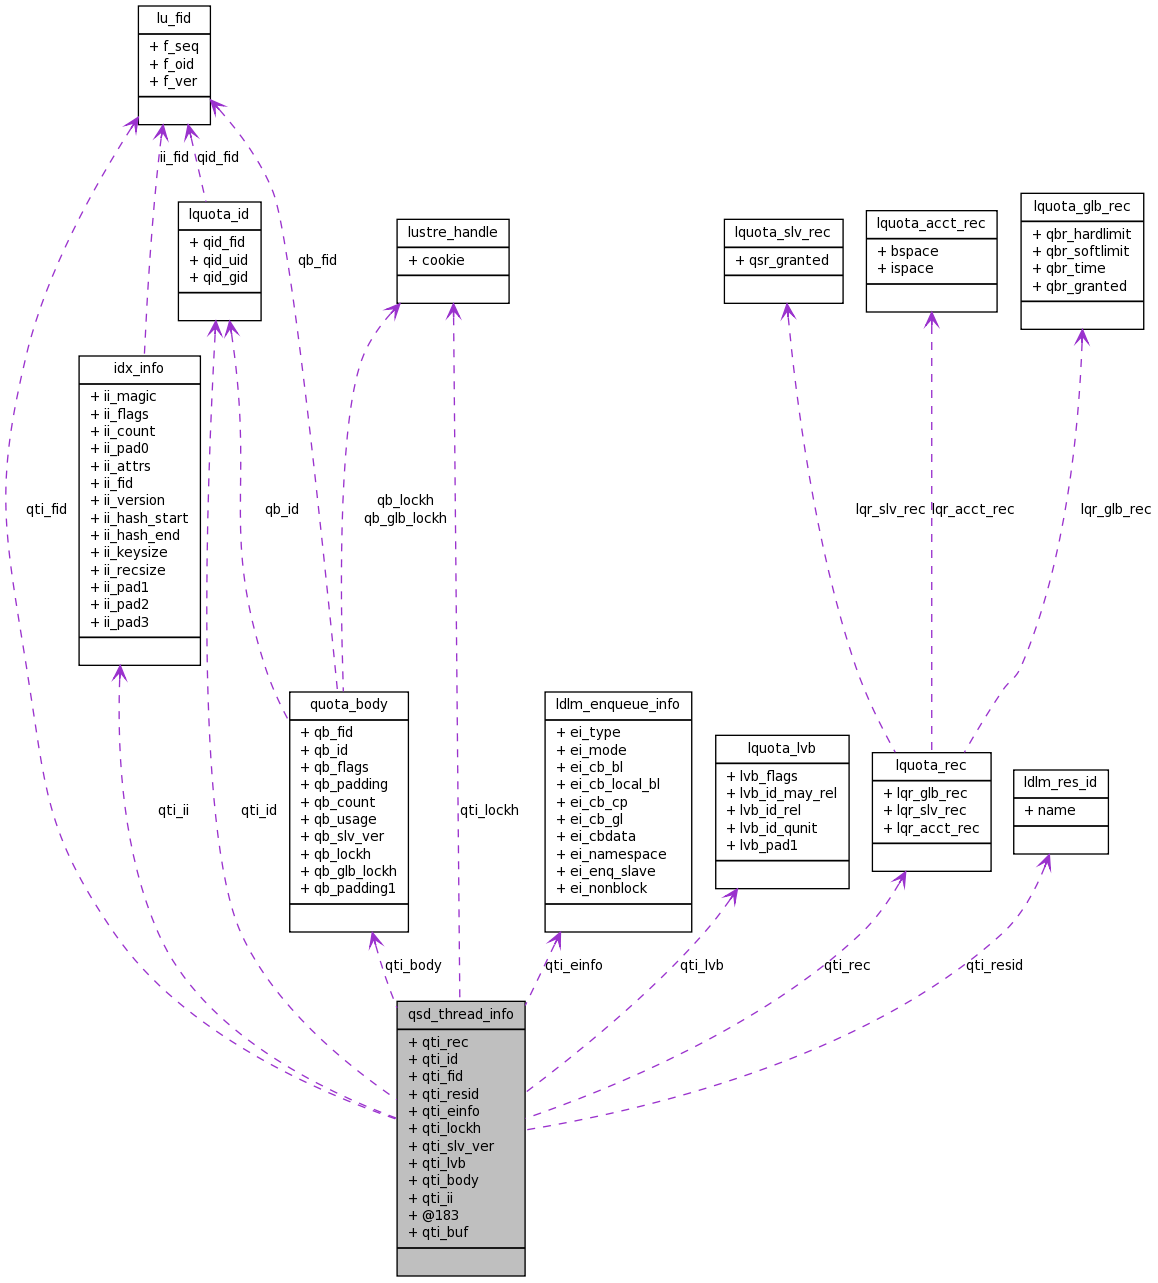 lu_fid
+ f_seq
+ f_oid
+ f_ver
ii_fid
qid_fid
lquota_id
+ qid_fid
+ qid_uid
+ qid_gid
qb_fid
lustre_handle
+ cookie
lquota_slv_rec
+ qsr_granted
lquota_acct_rec
+ bspace
+ ispace
lquota_glb_rec
+ qbr_hardlimit
+ qbr_softlimit
+ qbr_time
+ qbr_granted
idx_info
+ ii_magic
+ ii_flags
+ ii_count
+ ii_pad0
+ ii_attrs
+ ii_fid
+ ii_version
+ ii_hash_start
+ ii_hash_end
+ ii_keysize
+ ii_recsize
+ ii_pad1
+ ii_pad2
+ ii_pad3
qti_fid
qb_id
qb_lockh
qb_glb_lockh
lqr_slv_rec
lqr_acct_rec
lqr_glb_rec
quota_body
+ qb_fid
+ qb_id
+ qb_flags
+ qb_padding
+ qb_count
+ qb_usage
+ qb_slv_ver
+ qb_lockh
+ qb_glb_lockh
+ qb_padding1
ldlm_enqueue_info
+ ei_type
+ ei_mode
+ ei_cb_bl
+ ei_cb_local_bl
+ ei_cb_cp
+ ei_cb_gl
+ ei_cbdata
+ ei_namespace
+ ei_enq_slave
+ ei_nonblock
lquota_lvb
+ lvb_flags
+ lvb_id_may_rel
+ lvb_id_rel
+ lvb_id_qunit
+ lvb_pad1
lquota_rec
+ lqr_glb_rec
+ lqr_slv_rec
+ lqr_acct_rec
ldlm_res_id
+ name
qti_ii
qti_id
qti_lockh
qti_body
qti_einfo
qti_lvb
qti_rec
qti_resid
qsd_thread_info
+ qti_rec
+ qti_id
+ qti_fid
+ qti_resid
+ qti_einfo
+ qti_lockh
+ qti_slv_ver
+ qti_lvb
+ qti_body
+ qti_ii
+ @183
+ qti_buf